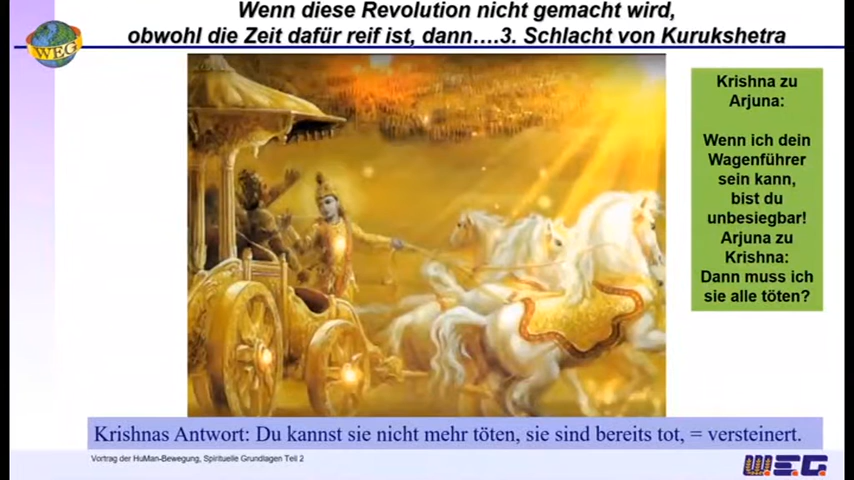 Wenn diese Revolution nicht gemacht wird,
obwohl die Zeit dafür reif ist, dann....3. Schlacht von Kurukshetra
WEG
Krishna zu
Arjuna:
Wenn ich dein
Wagenführer
sein kann,
bist du
unbesiegbar!
Arjuna zu
Krishna:
Dann muss ich
sie alle töten?
Krishnas Antwort: Du kannst sie nicht mehr töten, sie sind bereits tot, = versteinert.
Vortrag der HuMan-Bewegung, Spirituelle Grundlagen Teil 2
W.E.G.